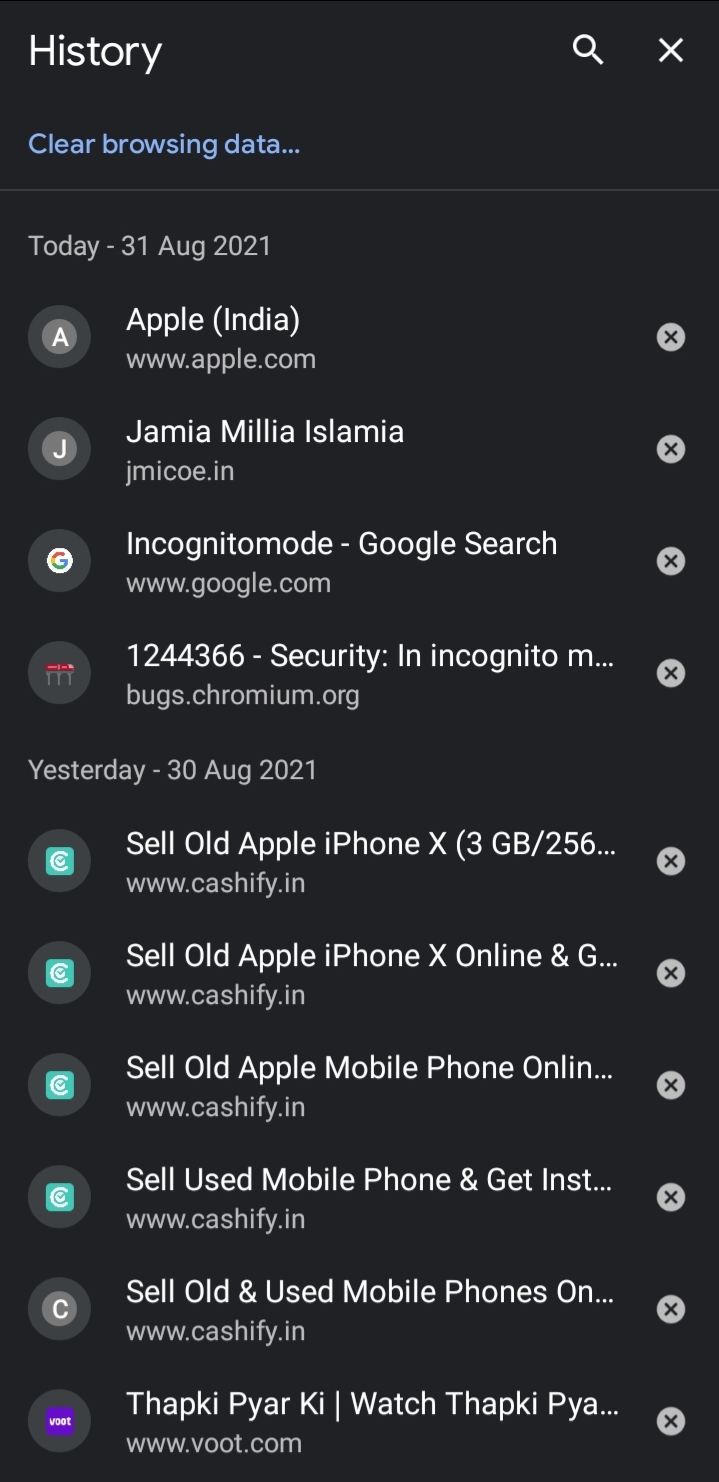 History
Clear browsing data...
Today - 31 Aug 2021
A
Apple (India)
www.apple.com
J
Jamia Millia Islamia
jmicoe.in
G
Incognitomode - Google Search
www.google.com
1244366 - Security: In incognito m...
bugs.chromium.org
Yesterday - 30 Aug 2021
Sell Old Apple iPhone X (3 GB/256...
www.cashify.in
Sell Old Apple iPhone X Online & G...
www.cashify.in
Sell Old Apple Mobile Phone Onlin...
www.cashify.in
Sell Used Mobile Phone & Get Inst...
www.cashify.in
C
Sell Old & Used Mobile Phones On...
www.cashify.in
voot
Thapki Pyar Ki | Watch Thapki Pya...
www.voot.com